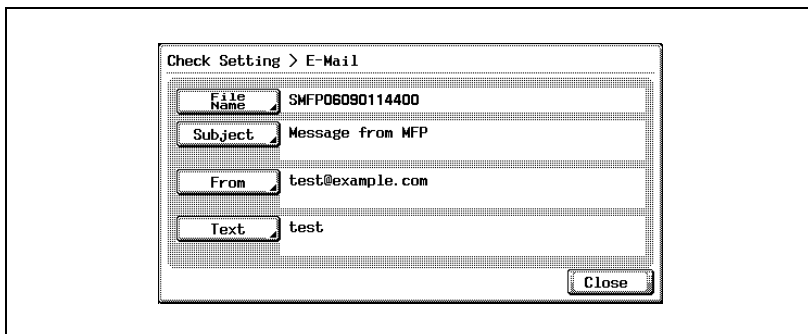 Check Setting > E-Mail
File Name SMFP06090114400
Subject Message from MFP
From test@example.com
Text test
Close